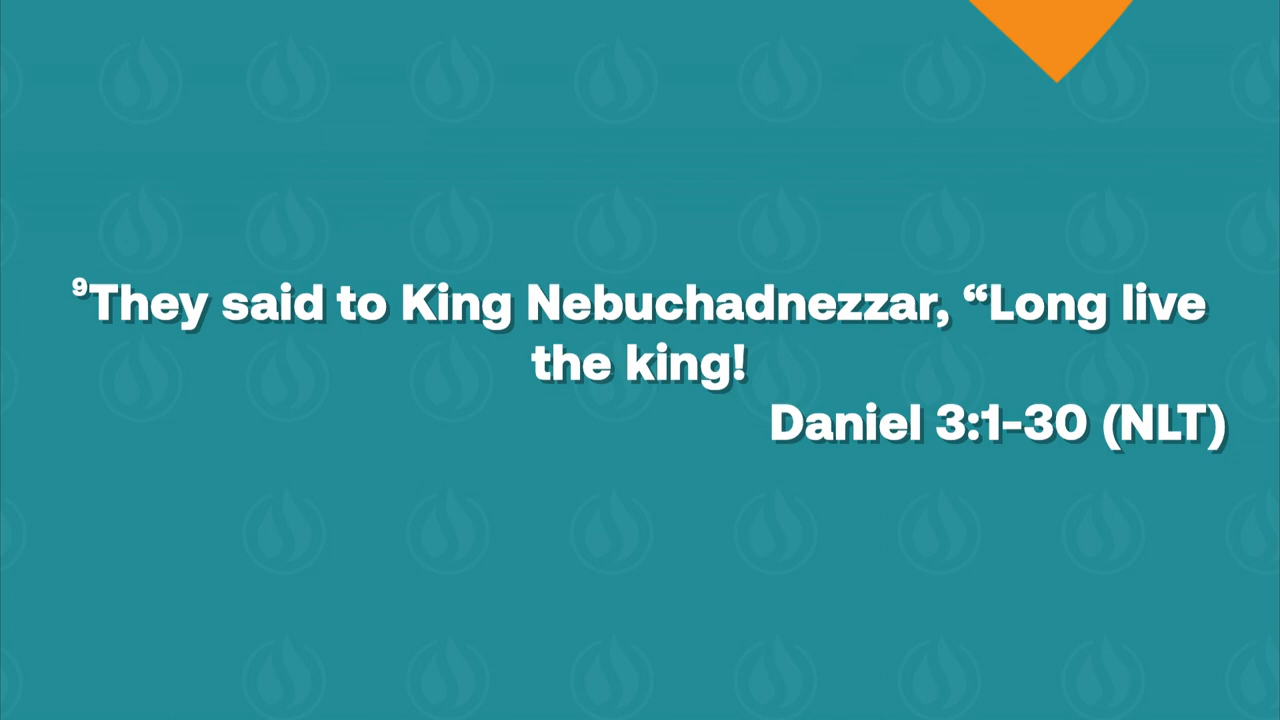 ⁹They said to King Nebuchadnezzar, “Long live
the king!
Daniel 3:1-30 (NLT)